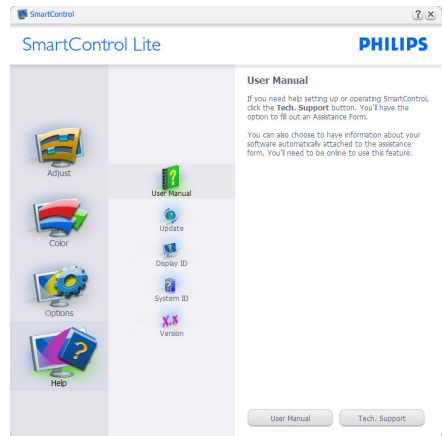 SmartControl
? x
SmartControl Lite
PHILIPS
Adjust
Color
Options
Help
User Manual
Update
Display ID
System ID
X.X
Version
User Manual
If you need help setting up or operating SmartControl,
click the Tech. Support button. You'll have the
option to fill out an Assistance Form.
You can also choose to have information about your
software automatically attached to the assistance
form. You'll need to be online to use this feature.
User Manual
Tech. Support